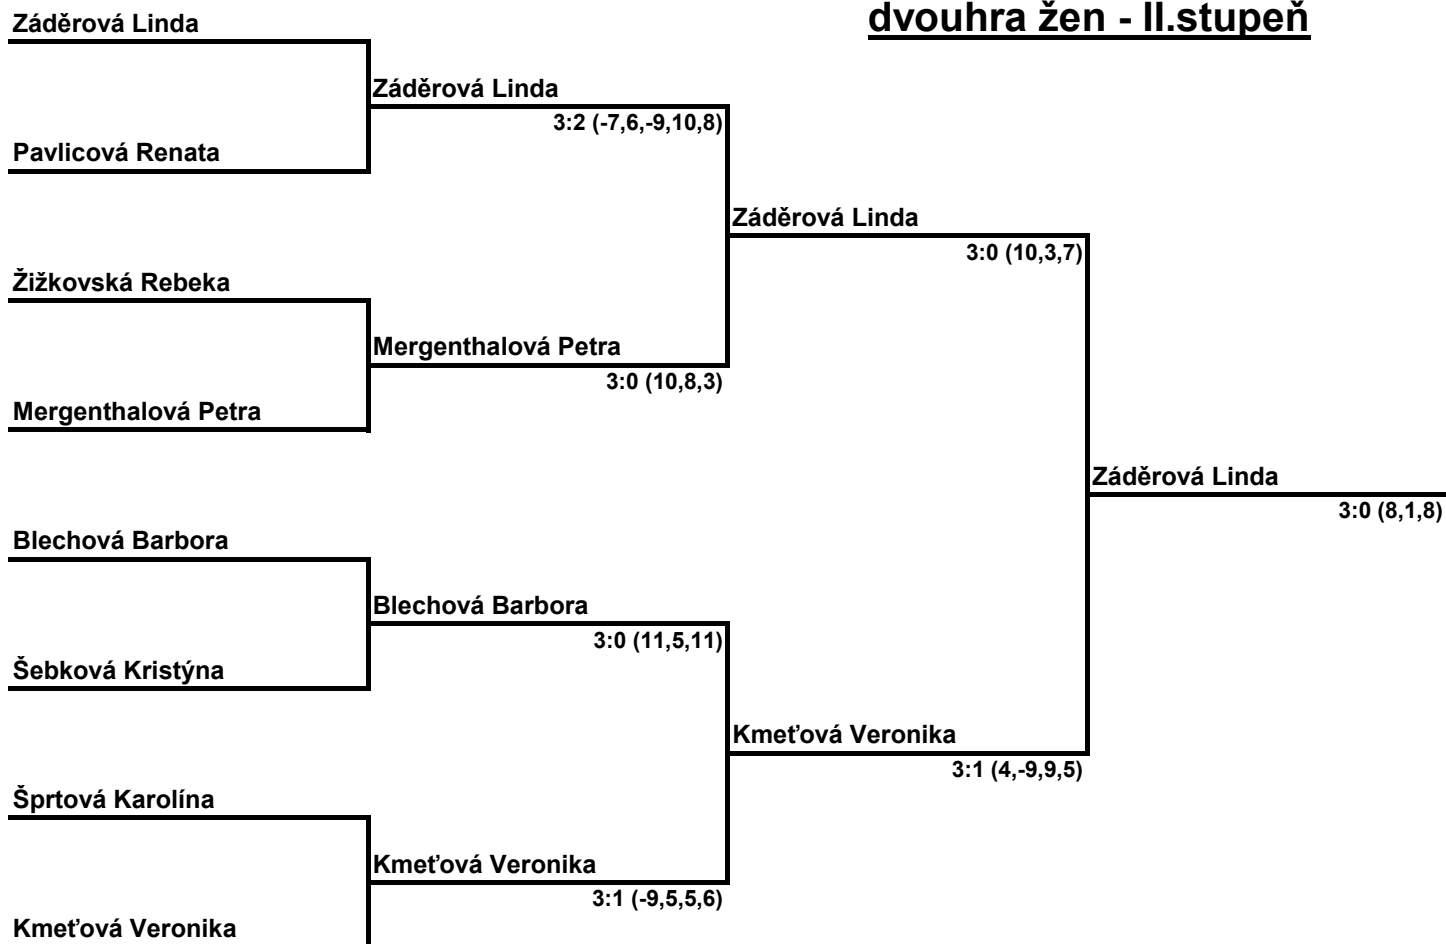 dvouhra žen - II.stupeň
Záděrová Linda
Záděrová Linda
3:2 (-7,6,-9,10,8)
Pavlicová Renata
Záděrová Linda
3:0 (10,3,7)
Žižkovská Rebeka
Mergenthalová Petra
3:0 (10,8,3)
Mergenthalová Petra
Záděrová Linda
3:0 (8,1,8)
Blechová Barbora
Blechová Barbora
3:0 (11,5,11)
Šebková Kristýna
Kmeťová Veronika
3:1 (4,-9,9,5)
Šprtová Karolína
Kmeťová Veronika
3:1 (-9,5,5,6)
Kmeťová Veronika